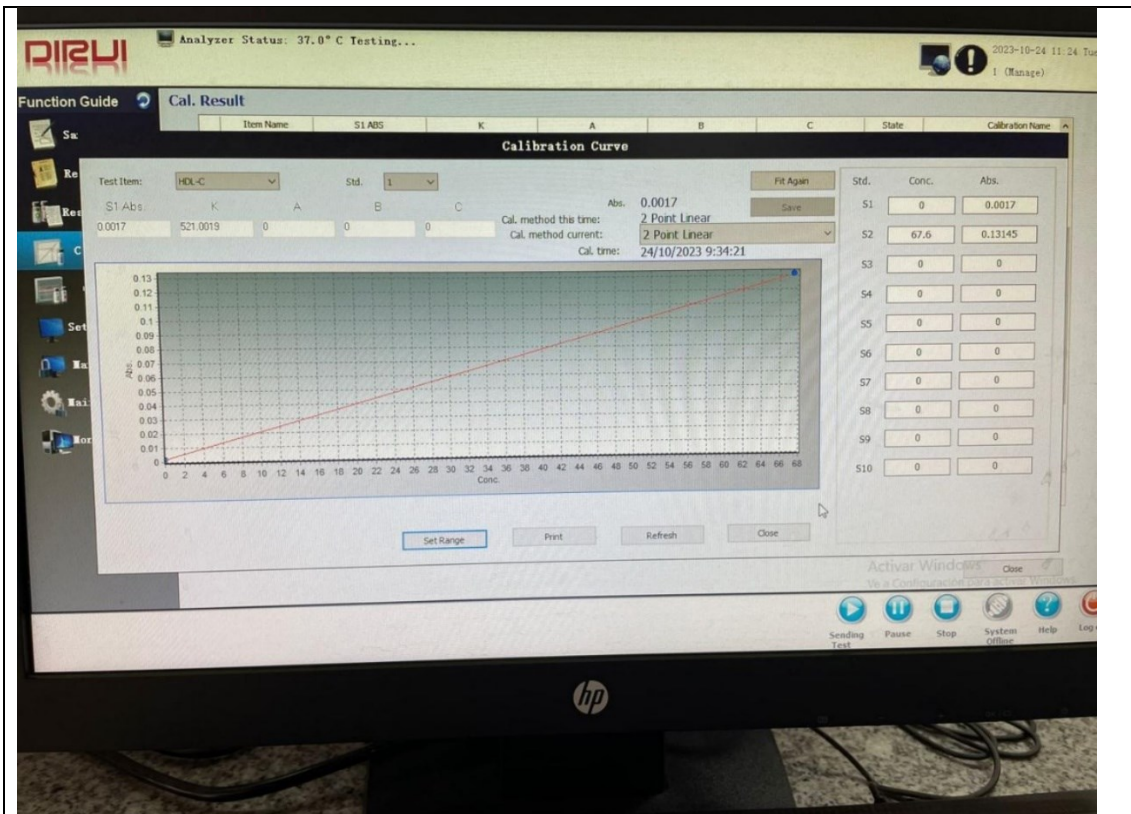 DIRUI
Analyzer Status: 37.0° C Testing...
2023-10-24 11:24 Tue
1 (Manage)
Function Guide
Cal. Result
Item Name S1 ABS K A B C State Calibration Name
Calibration Curve
Test Item: HDL-C Std. 1 Fit Again
S1 Abs. K A B C
0.0017 521.0019 0 0 0
Abs. 0.0017 Save
Cal. method this time: 2 Point Linear
Cal. method current: 2 Point Linear
Cal. time: 24/10/2023 9:34:21
Std. Conc. Abs.
S1 0 0.0017
S2 67.6 0.13145
S3 0 0
S4 0 0
S5 0 0
S6 0 0
S7 0 0
S8 0 0
S9 0 0
S10 0 0
0.13
0.12
0.11
0.1
0.09
0.08
0.07
0.06
0.05
0.04
0.03
0.02
0.01
0
Abs.
0 2 4 6 8 10 12 14 16 18 20 22 24 26 28 30 32 34 36 38 40 42 44 46 48 50 52 54 56 58 60 62 64 66 68
Conc.
Set Range Print Refresh Close
Activar Windows
Ve a Configuración para activar Windows.
Close
Sending Test
Pause
Stop
System Offline
Help
Log
hp